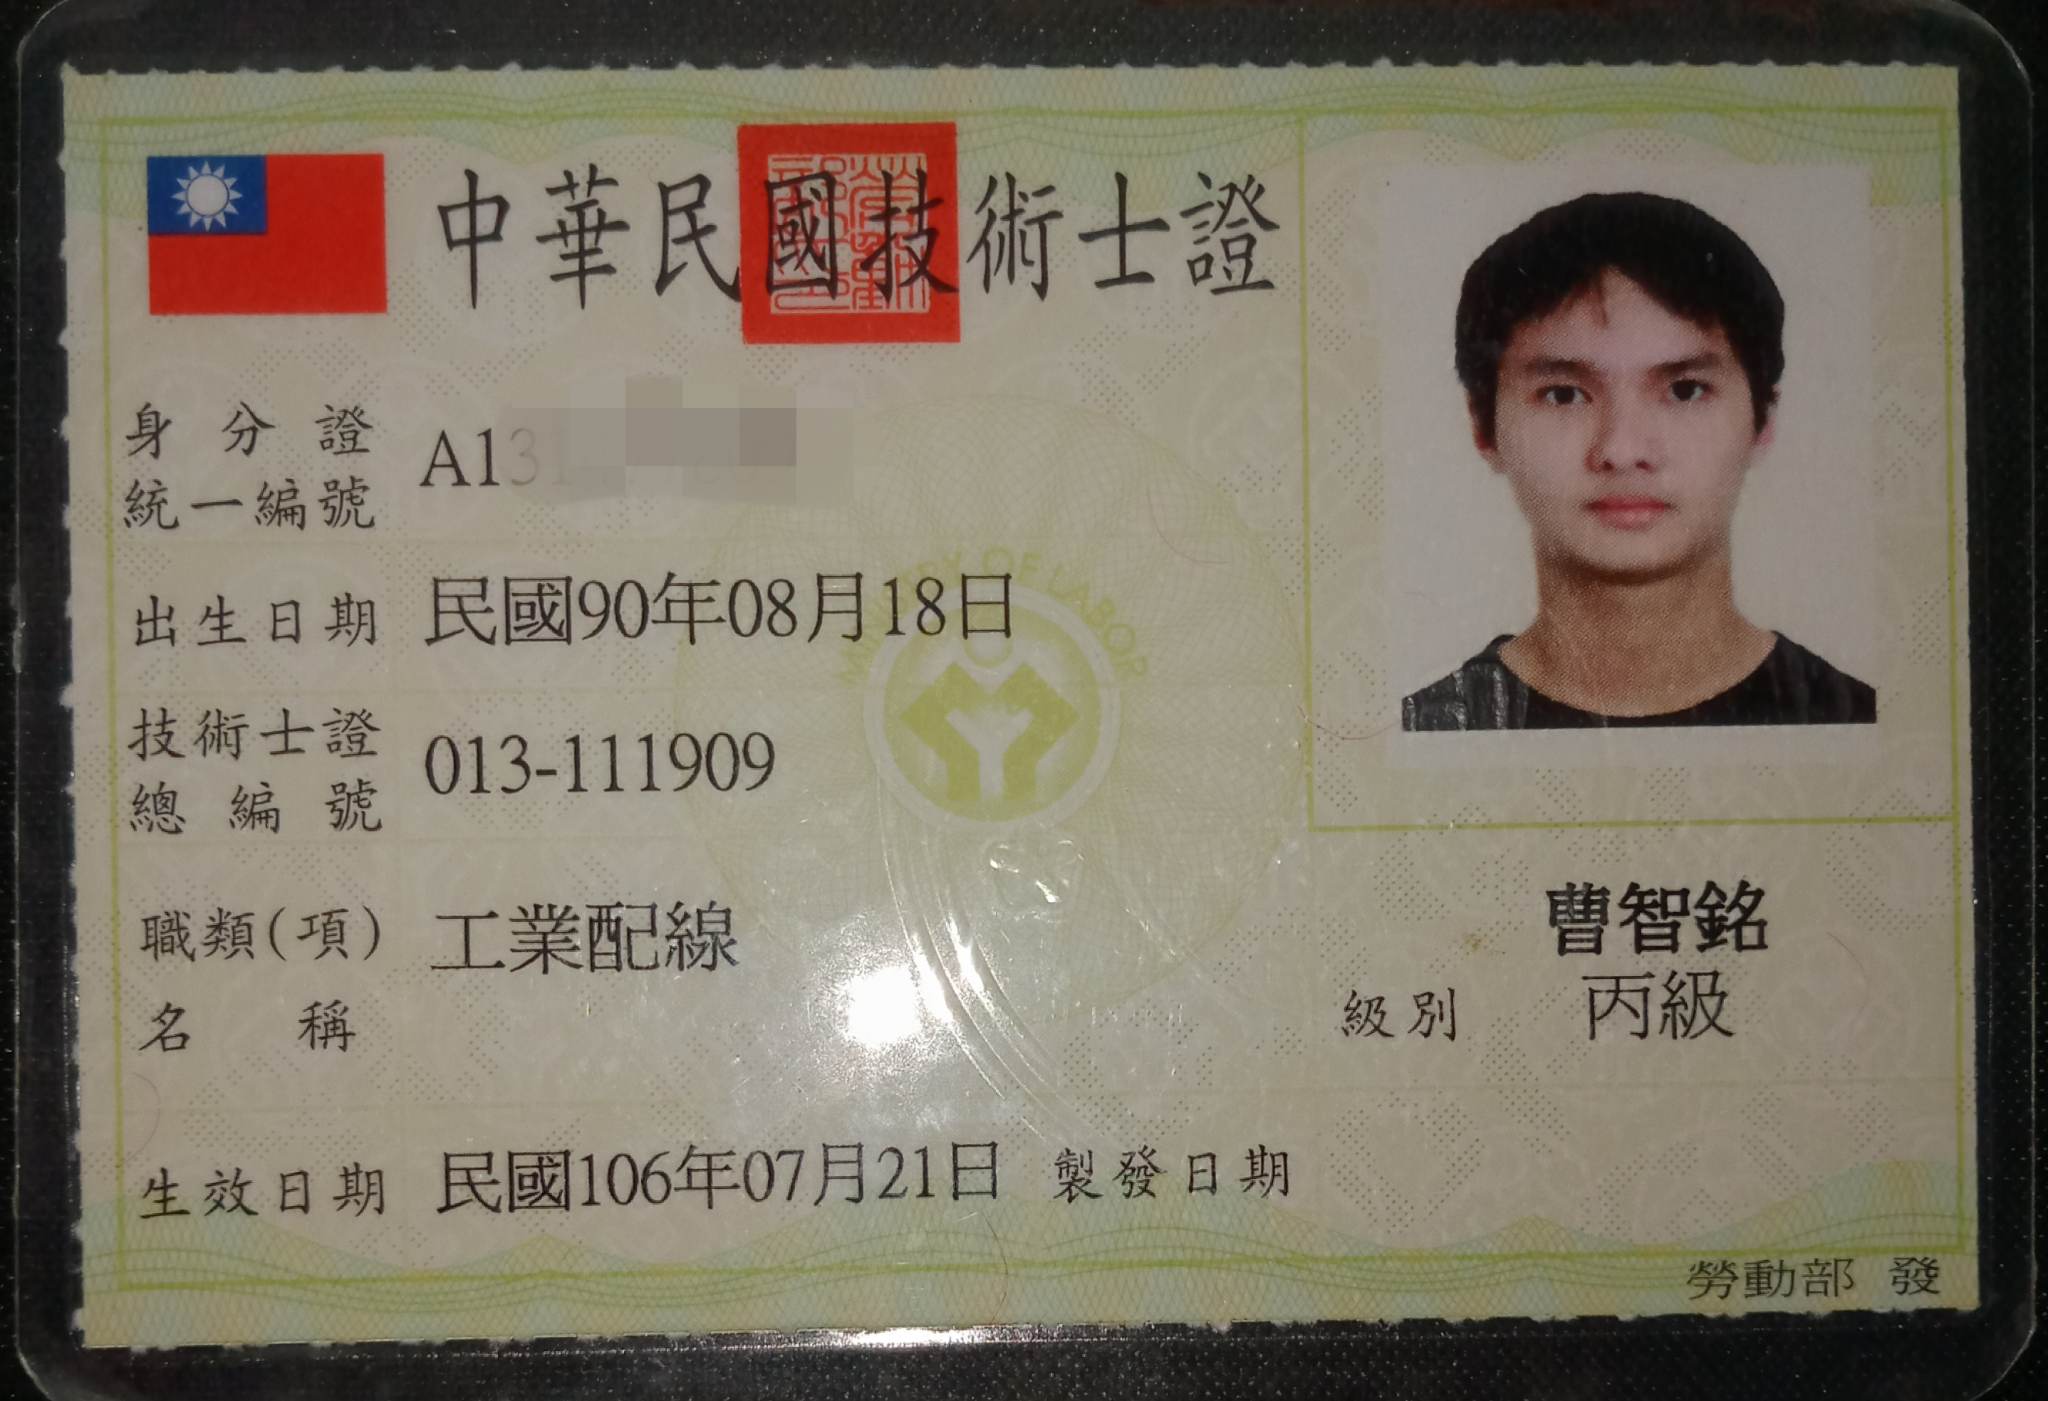 中華民國技術士證
身分證
統一編號
A131
出生日期 民國90年08月18日
MINISTRY OF LABOR
技術士證
總編號
013-111909
職類(項)
名稱
工業配線
曹智銘
級別 丙級
生效日期 民國106年07月21日 製發日期
勞動部 發